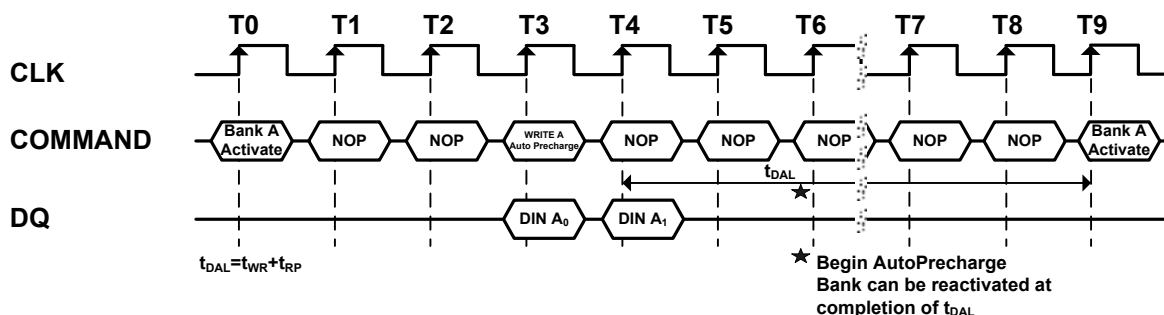 T0 T1 T2 T3 T4 T5 T6 T7 T8 T9
CLK
COMMAND
Bank A
Activate
NOP
NOP
WRITE A
Auto Precharge
NOP
NOP
NOP
NOP
NOP
Bank A
Activate
tDAL
DQ
DIN A0
DIN A1
tDAL=tWR+tRP
Begin AutoPrecharge
Bank can be reactivated at
completion of tDAL